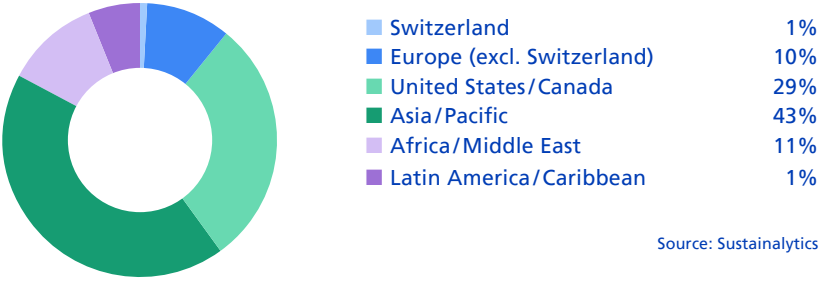 Switzerland 1%
Europe (excl. Switzerland) 10%
United States/Canada 29%
Asia/Pacific 43%
Africa/Middle East 11%
Latin America/Caribbean 1%
Source: Sustainalytics